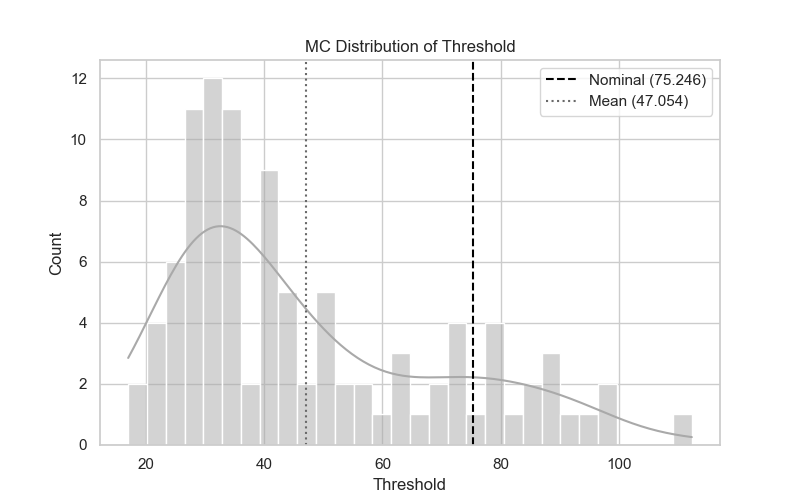 MC Distribution of Threshold
Nominal (75.246)
Mean (47.054)
12
10
8
6
4
2
0
Count
20 40 60 80 100
Threshold